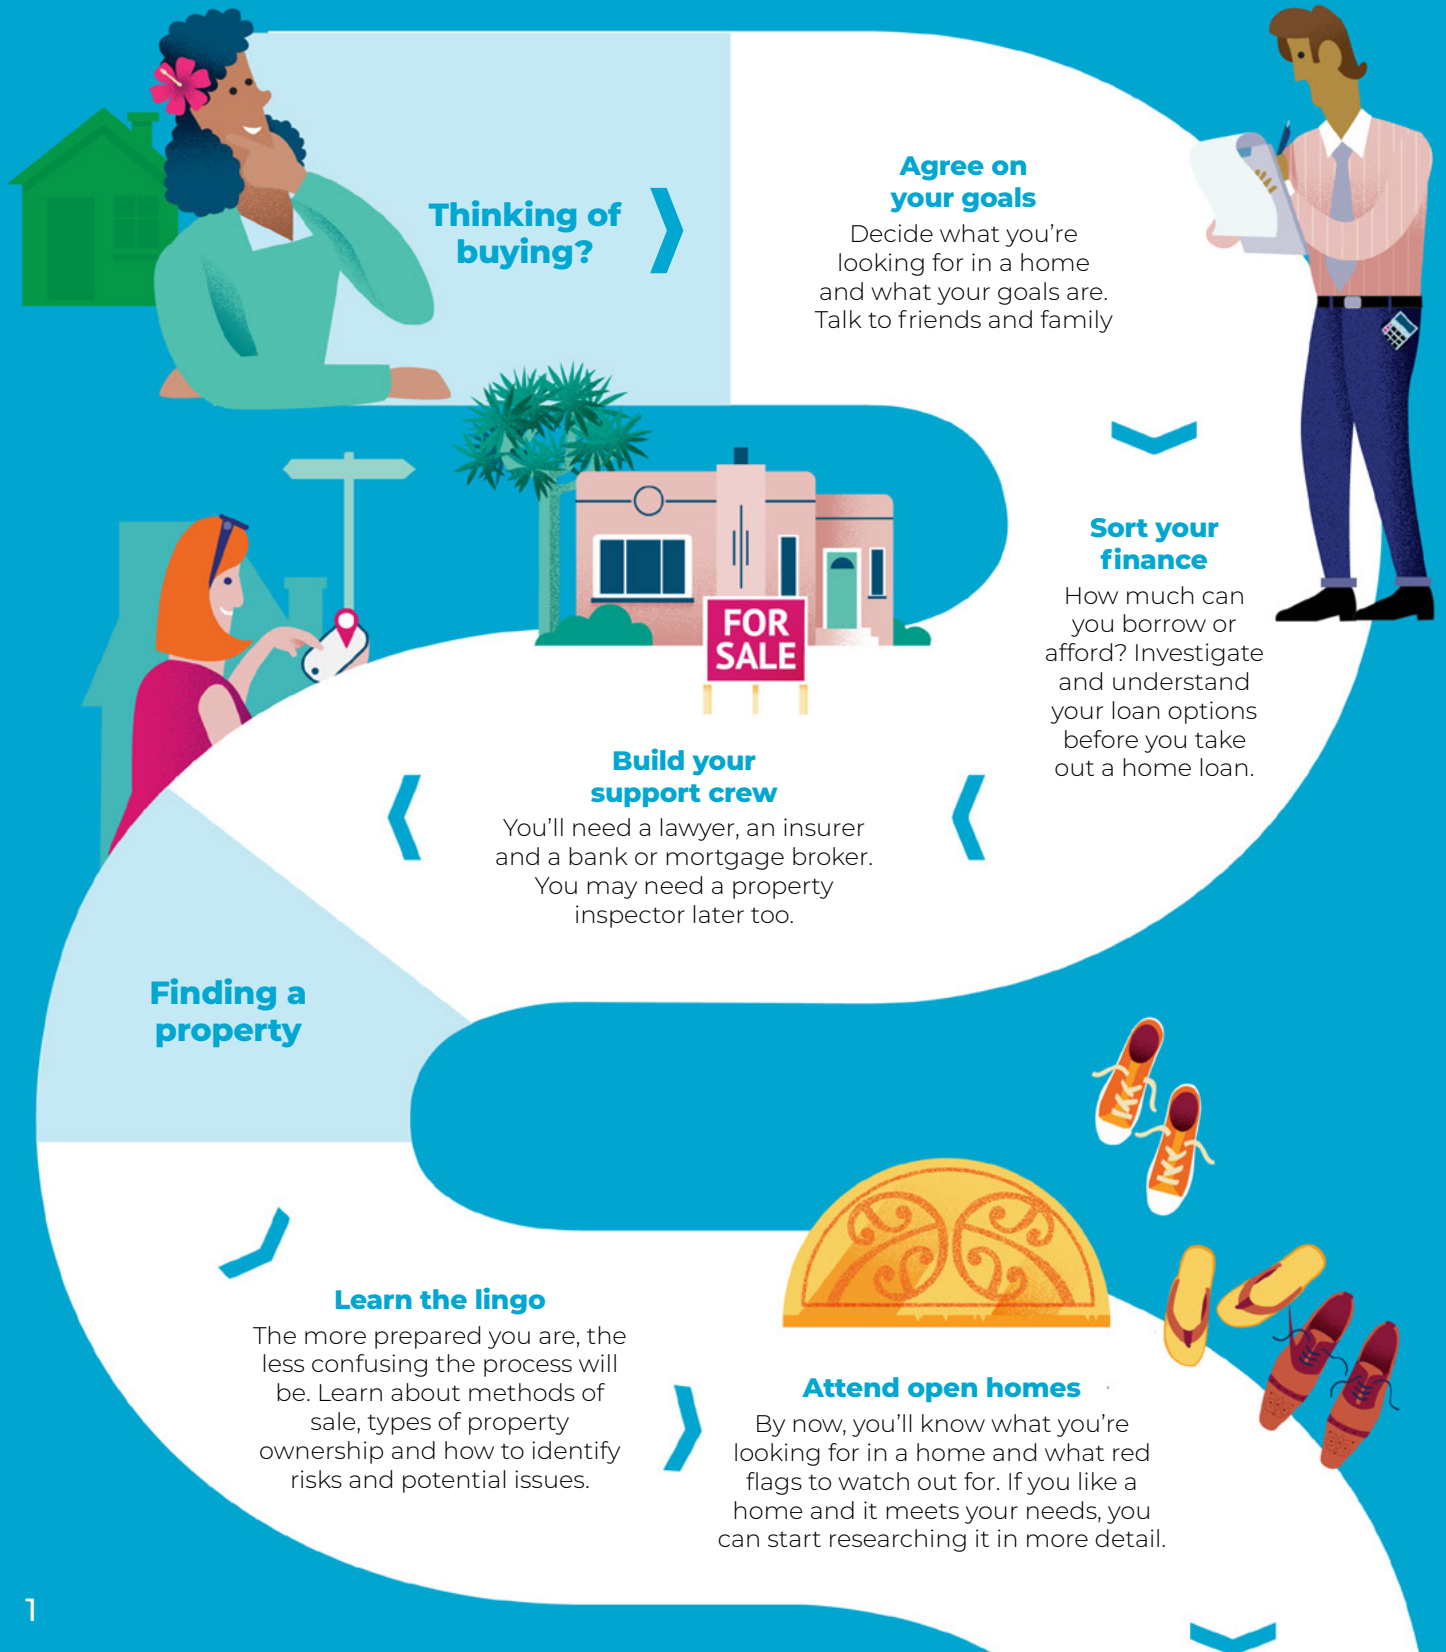 Thinking of
buying?
Agree on
your goals
Decide what you’re
looking for in a home
and what your goals are.
Talk to friends and family
Sort your
finance
How much can
you borrow or
afford? Investigate
and understand
your loan options
before you take
out a home loan.
FOR
SALE
Build your
support crew
You’ll need a lawyer, an insurer
and a bank or mortgage broker.
You may need a property
inspector later too.
Finding a
property
Learn the lingo
The more prepared you are, the
less confusing the process will
be. Learn about methods of
sale, types of property
ownership and how to identify
risks and potential issues.
Attend open homes
By now, you’ll know what you’re
looking for in a home and what red
flags to watch out for. If you like a
home and it meets your needs, you
can start researching it in more detail.
1